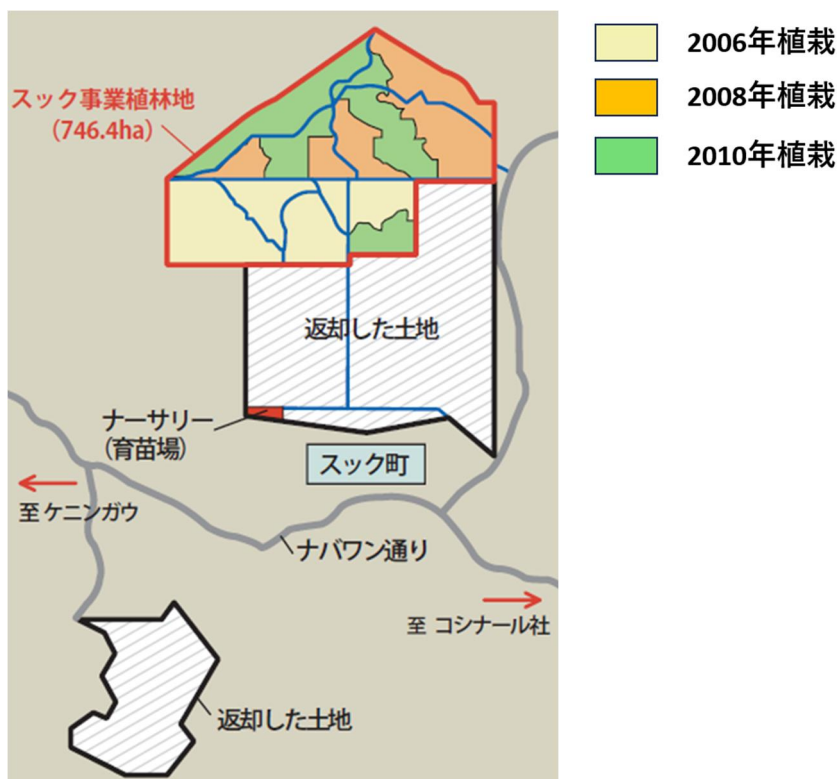 2006年植栽
2008年植栽
2010年植栽
スック事業植林地
(746.4ha)
返却した土地
ナーサリー
(育苗場)
スック町
至 ケニンガウ
ナバワン通り
至 コシナール社
返却した土地